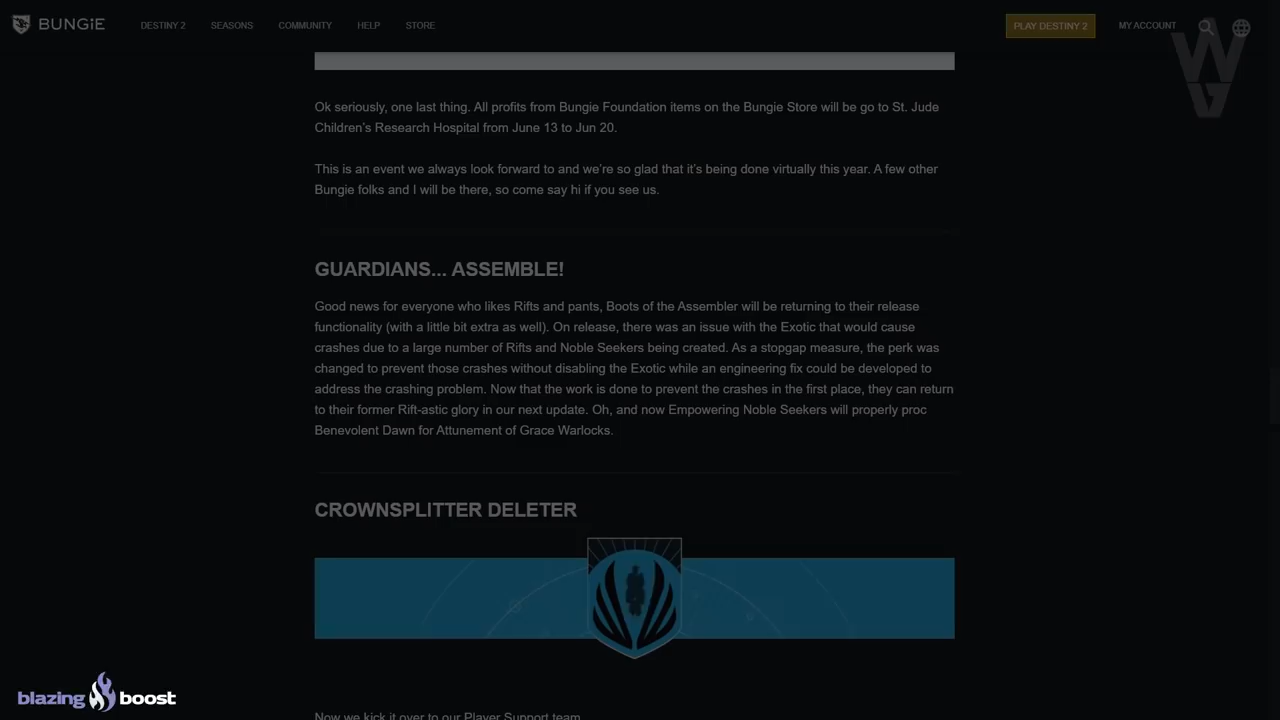 BUNGiE
DESTINY 2
SEASONS
COMMUNITY
HELP
STORE
PLAY DESTINY 2
MY ACCOUNT
W
G
Ok seriously, one last thing. All profits from Bungie Foundation items on the Bungie Store will be go to St. Jude
Children's Research Hospital from June 13 to Jun 20.
This is an event we always look forward to and we're so glad that it's being done virtually this year. A few other
Bungie folks and I will be there, so come say hi if you see us.
GUARDIANS... ASSEMBLE!
Good news for everyone who likes Rifts and pants, Boots of the Assembler will be returning to their release
functionality (with a little bit extra as well). On release, there was an issue with the Exotic that would cause
crashes due to a large number of Rifts and Noble Seekers being created. As a stopgap measure, the perk was
changed to prevent those crashes without disabling the Exotic while an engineering fix could be developed to
address the crashing problem. Now that the work is done to prevent the crashes in the first place, they can return
to their former Rift-astic glory in our next update. Oh, and now Empowering Noble Seekers will properly proc
Benevolent Dawn for Attunement of Grace Warlocks.
CROWNSPLITTER DELETER
blazing boost
Now we kick it over to our Player Support team